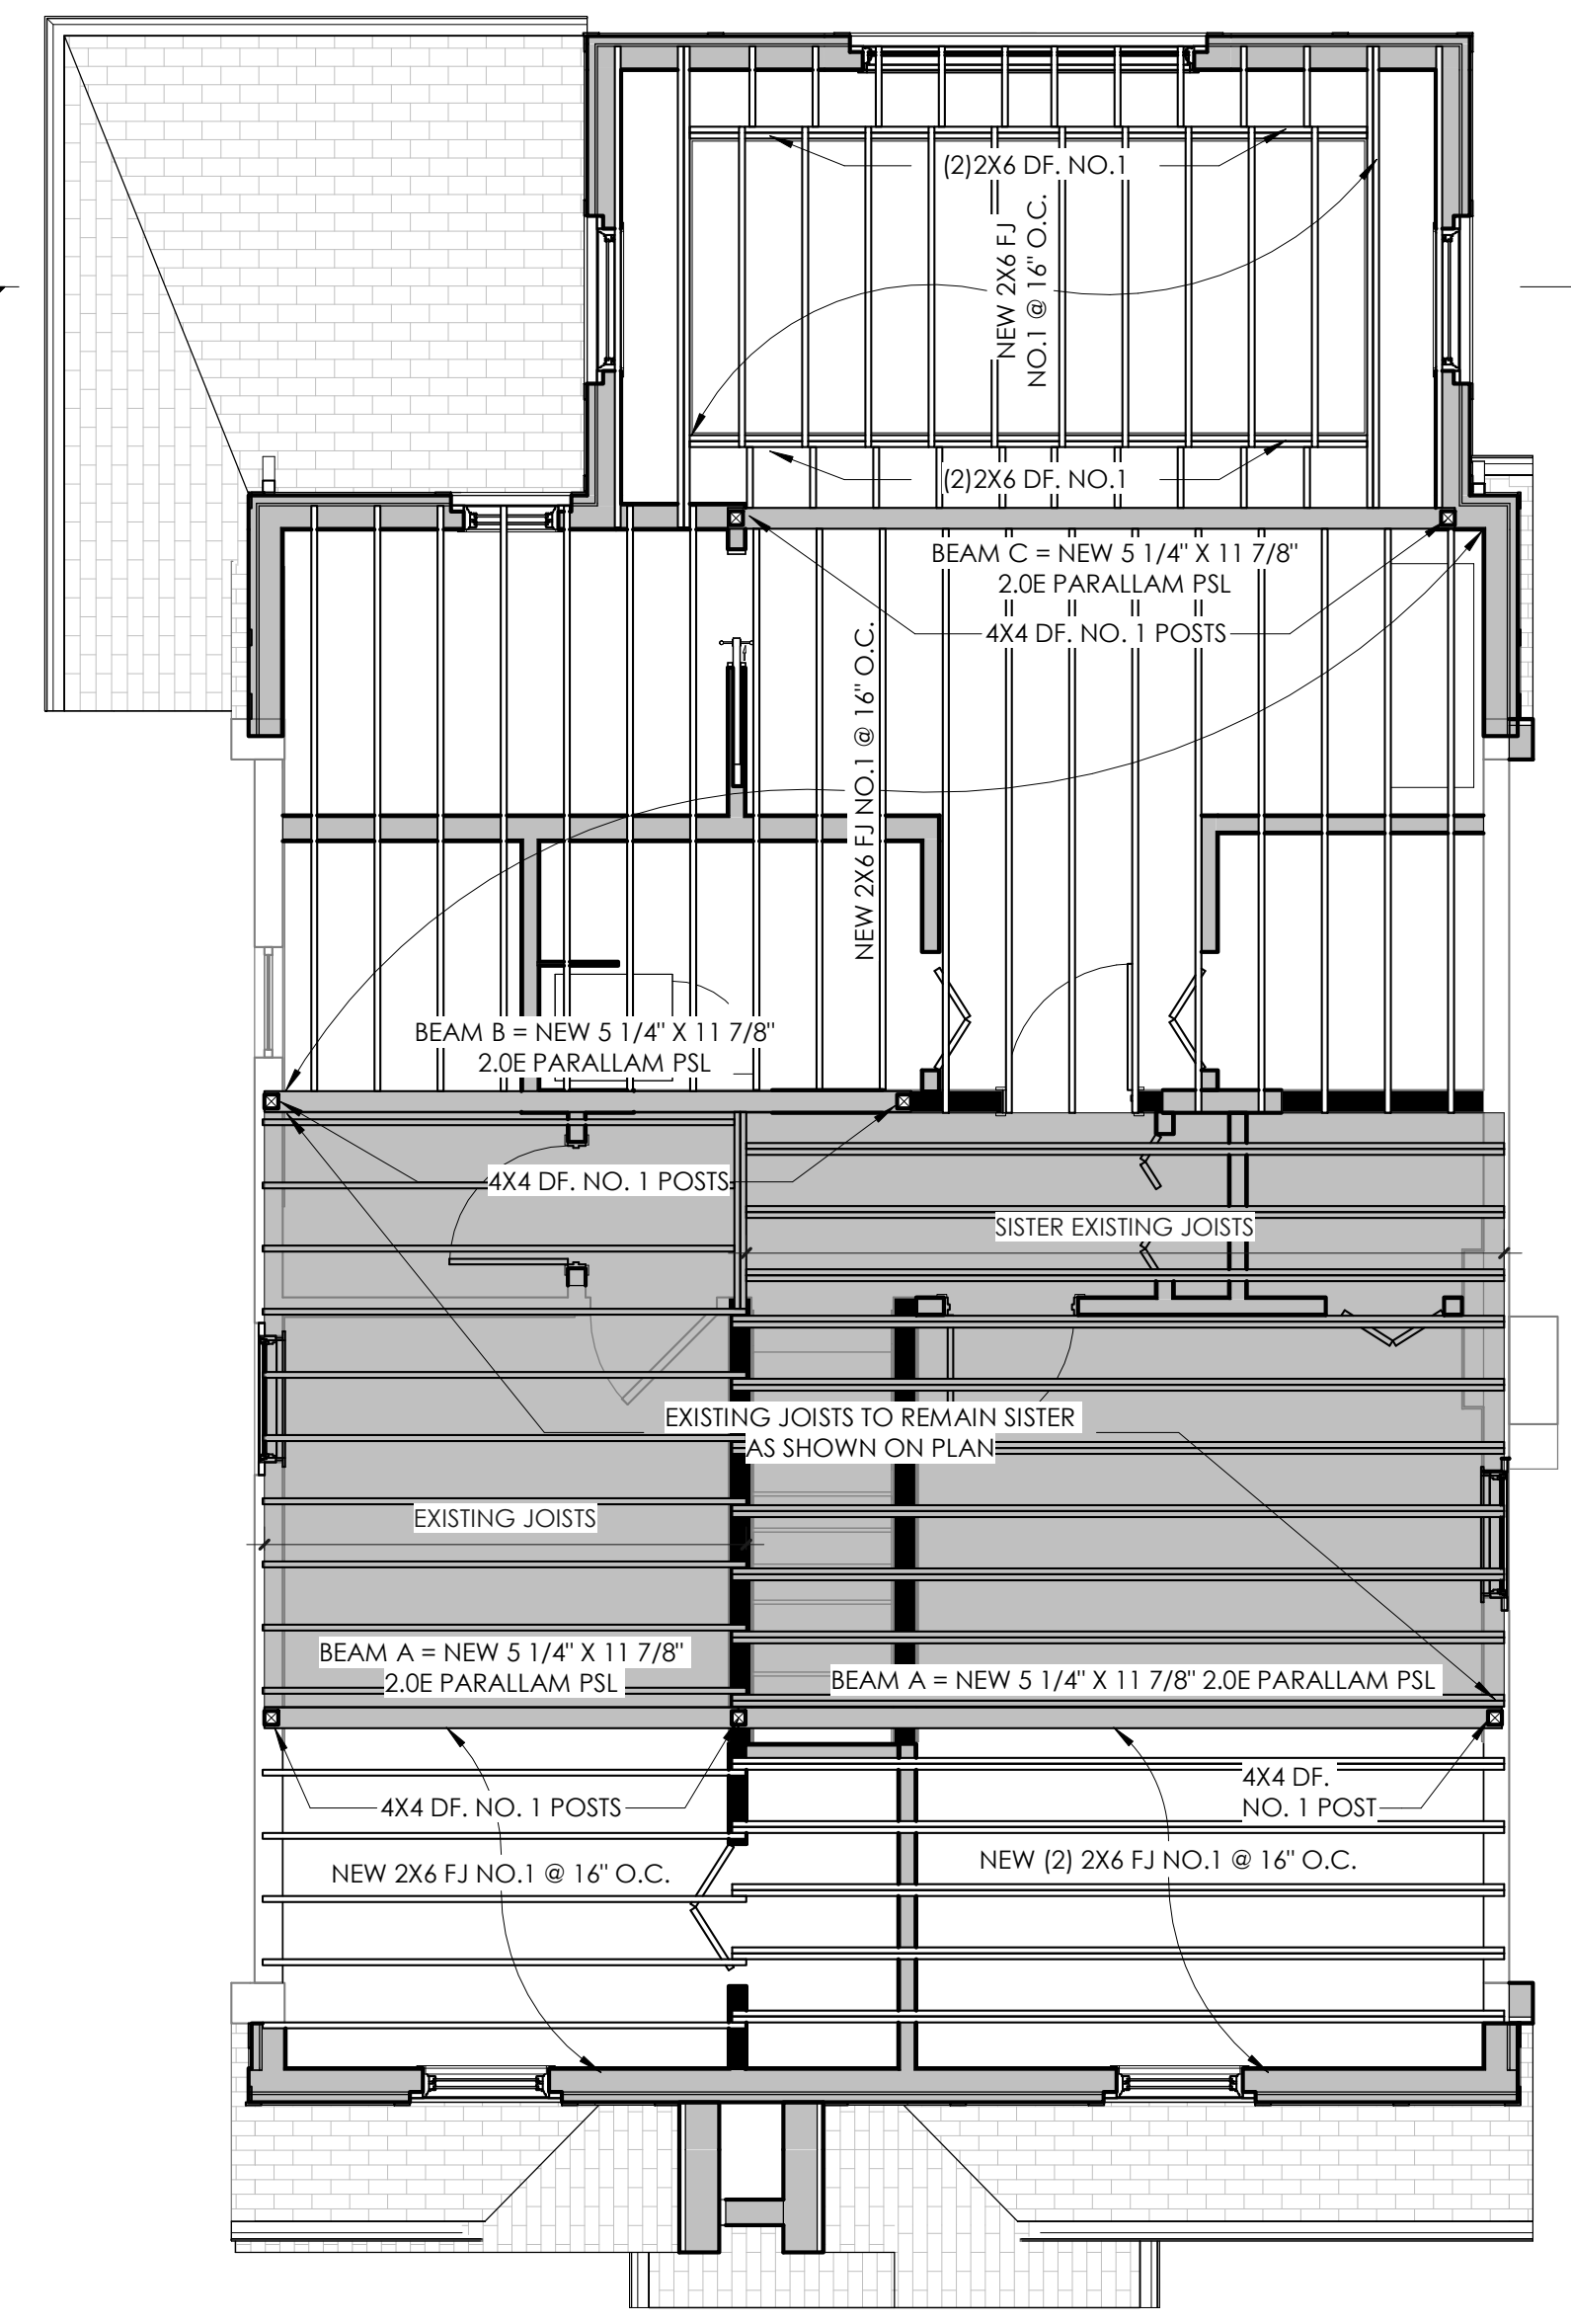 (2)2X6 DF. NO.1
NEW 2X6 FJ
NO.1 @ 16" O.C.
(2)2X6 DF. NO.1
BEAM C = NEW 5 1/4" X 11 7/8"
2.0E PARALLAM PSL
4X4 DF. NO. 1 POSTS
NEW 2X6 FJ NO.1 @ 16" O.C.
BEAM B = NEW 5 1/4" X 11 7/8"
2.0E PARALLAM PSL
4X4 DF. NO. 1 POSTS
SISTER EXISTING JOISTS
EXISTING JOISTS TO REMAIN SISTER
AS SHOWN ON PLAN
EXISTING JOISTS
BEAM A = NEW 5 1/4" X 11 7/8"
2.0E PARALLAM PSL
BEAM A = NEW 5 1/4" X 11 7/8" 2.0E PARALLAM PSL
4X4 DF. NO. 1 POSTS
4X4 DF.
NO. 1 POST
NEW 2X6 FJ NO.1 @ 16" O.C.
NEW (2) 2X6 FJ NO.1 @ 16" O.C.